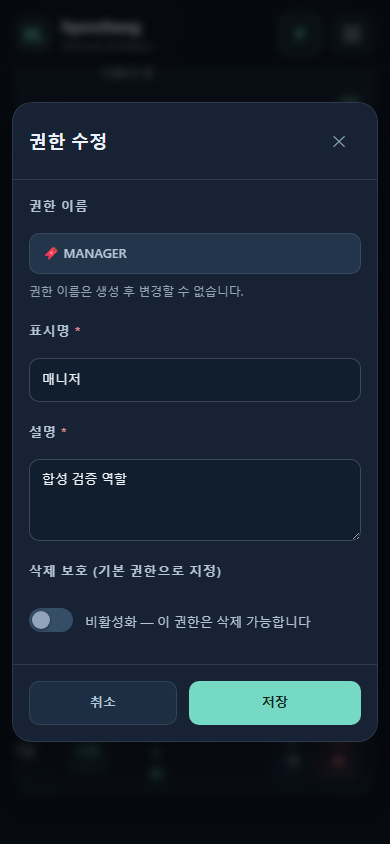 권한 수정
권한 이름
MANAGER
권한 이름은 생성 후 변경할 수 없습니다.
표시명 *
매니저
설명 *
합성 검증 역할
삭제 보호 (기본 권한으로 지정)
비활성화 — 이 권한은 삭제 가능합니다
취소
저장